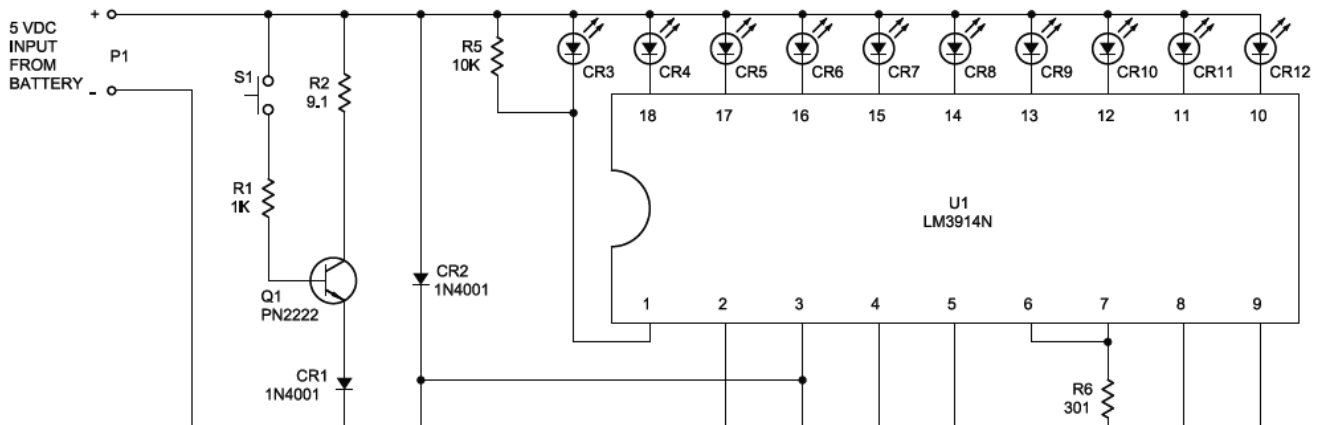 +
5 VDC
INPUT
FROM
BATTERY
-
P1
S1
R2
9.1
R5
10K
CR3
CR4
CR5
CR6
CR7
CR8
CR9
CR10
CR11
CR12
18
17
16
15
14
13
12
11
10
R1
1K
U1
LM3914N
Q1
PN2222
CR2
1N4001
1
2
3
4
5
6
7
8
9
CR1
1N4001
R6
301